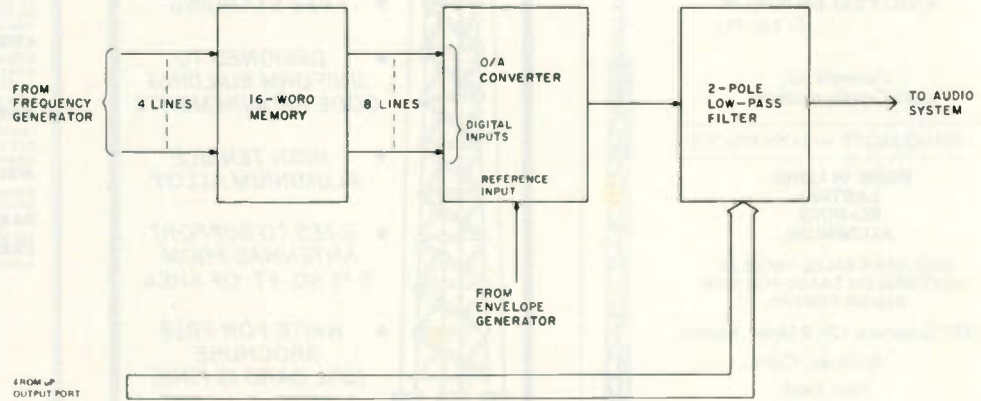 FROM
FREQUENCY
GENERATOR
4 LINES
16-WORD
MEMORY
8 LINES
D/A
CONVERTER
DIGITAL
INPUTS
REFERENCE
INPUT
2-POLE
LOW-PASS
FILTER
TO AUDIO
SYSTEM
FROM
ENVELOPE
GENERATOR
FROM µP
OUTPUT PORT